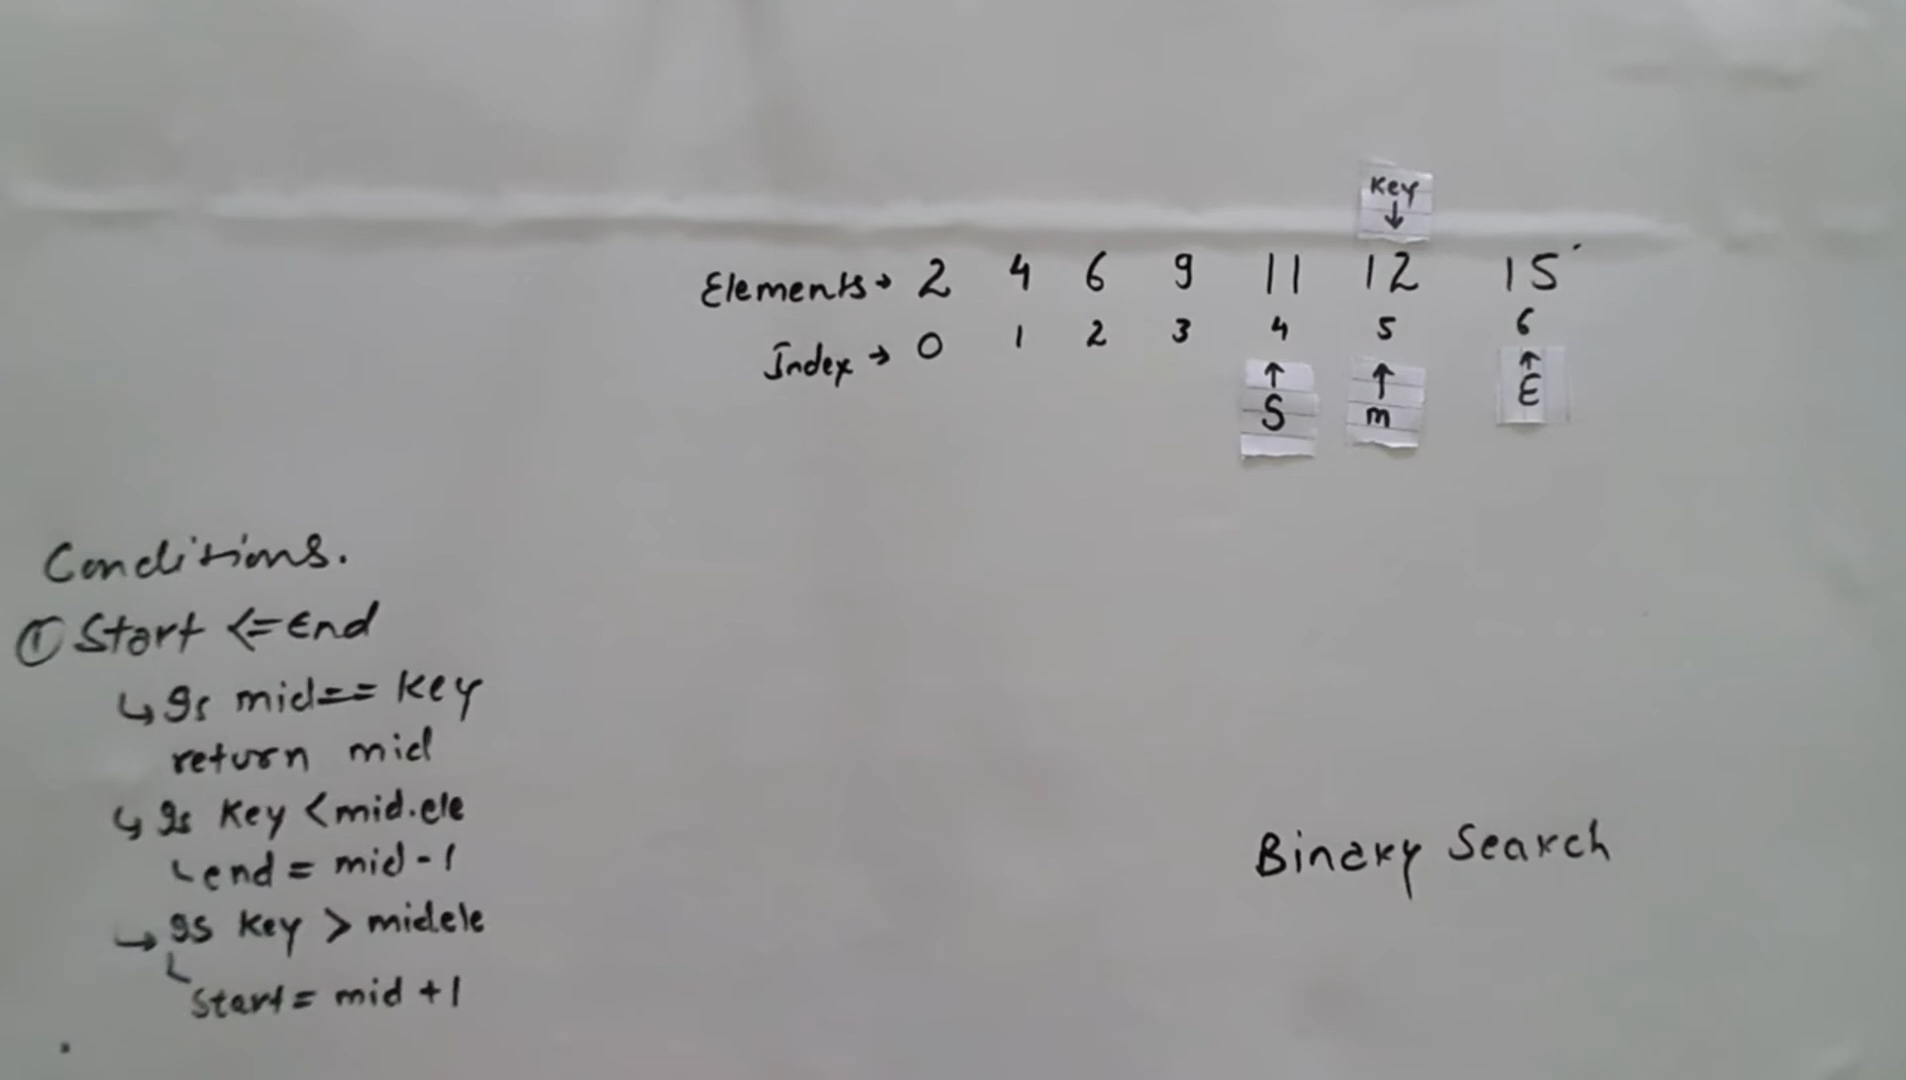 Key
↓
Elements→ 2 4 6 9 11 12 15
Index → 0 1 2 3 4 5 6
↑ ↑ ↑
S m E
Conditions.
① Start <= End
↳ Is mid == Key
return mid
↳ Is Key < mid.ele
end = mid - 1
→ Is Key > mid.ele
Start = mid + 1
Binary Search